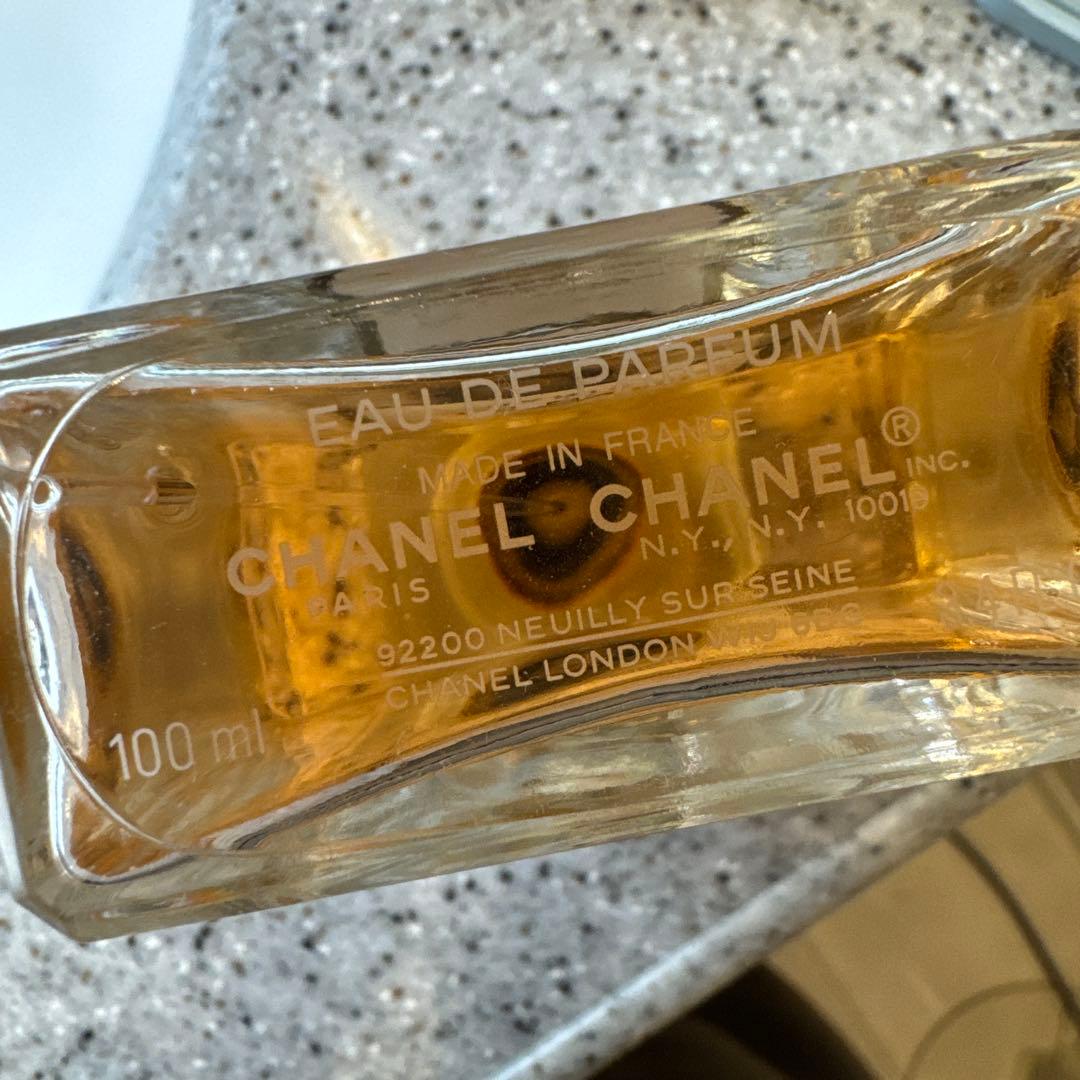 EAU DE PARFUM
MADE IN FRANCE
CHANEL CHANEL® INC.
PARIS N.Y., N.Y. 10019
92200 NEUILLY SUR SEINE
CHANEL LONDON
100 ml